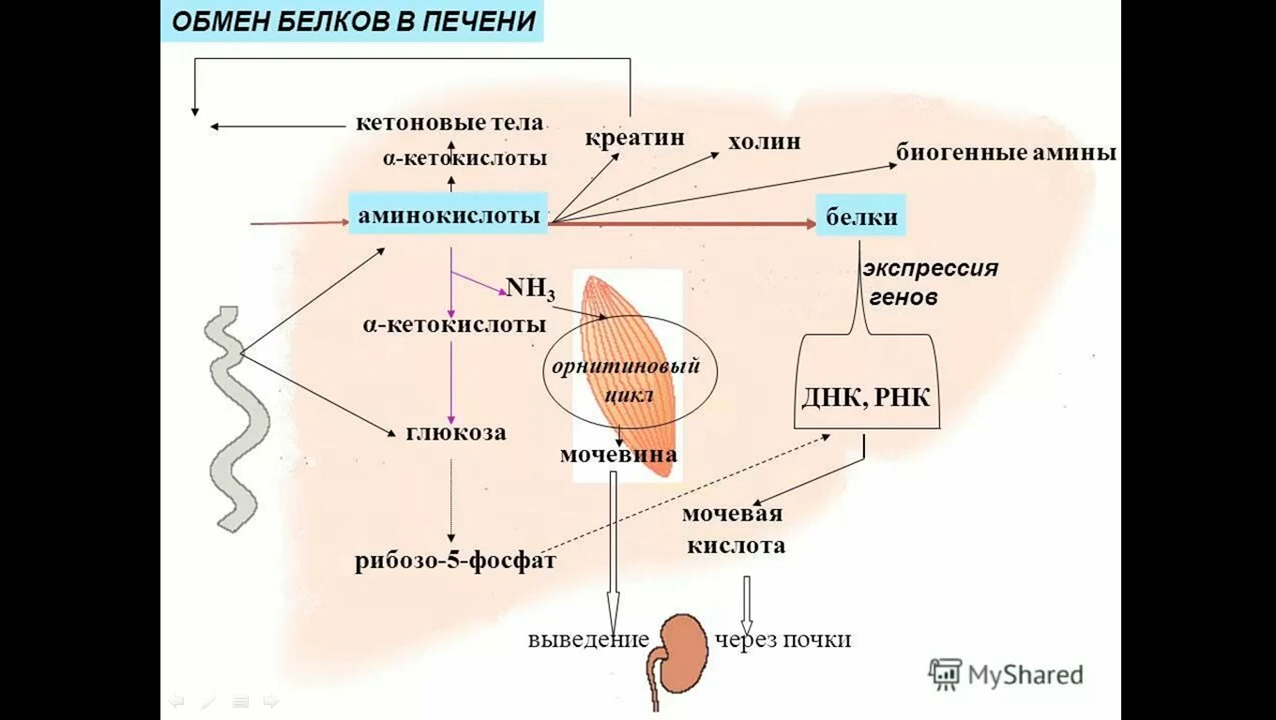 ОБМЕН БЕЛКОВ В ПЕЧЕНИ
кетоновые тела
креатин
холин
биогенные амины
α-кетокислоты
аминокислоты
белки
экспрессия
генов
NH₃
α-кетокислоты
орнитиновый
цикл
ДНК, РНК
глюкоза
мочевина
мочевая
кислота
рибозо-5-фосфат
выведение через почки
MyShared